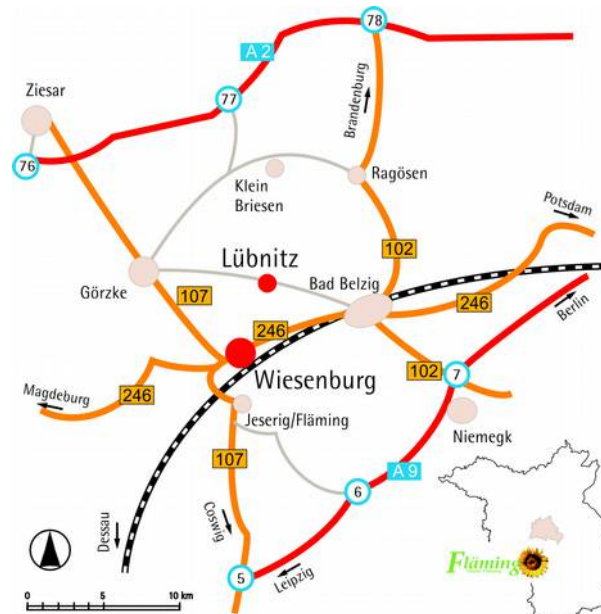 78
A 2
Ziesar
77
Brandenburg
76
Klein
Briesen
Ragösen
Potsdam
Lübnitz
102
Bad Belzig
Görzke
107
246
246
Berlin
Wiesenburg
102
7
Magdeburg
246
Jeserig/Fläming
Niemegk
107
A 9
6
Coswig
Dessau
Fläming
5
Leipzig
0
5
10 km